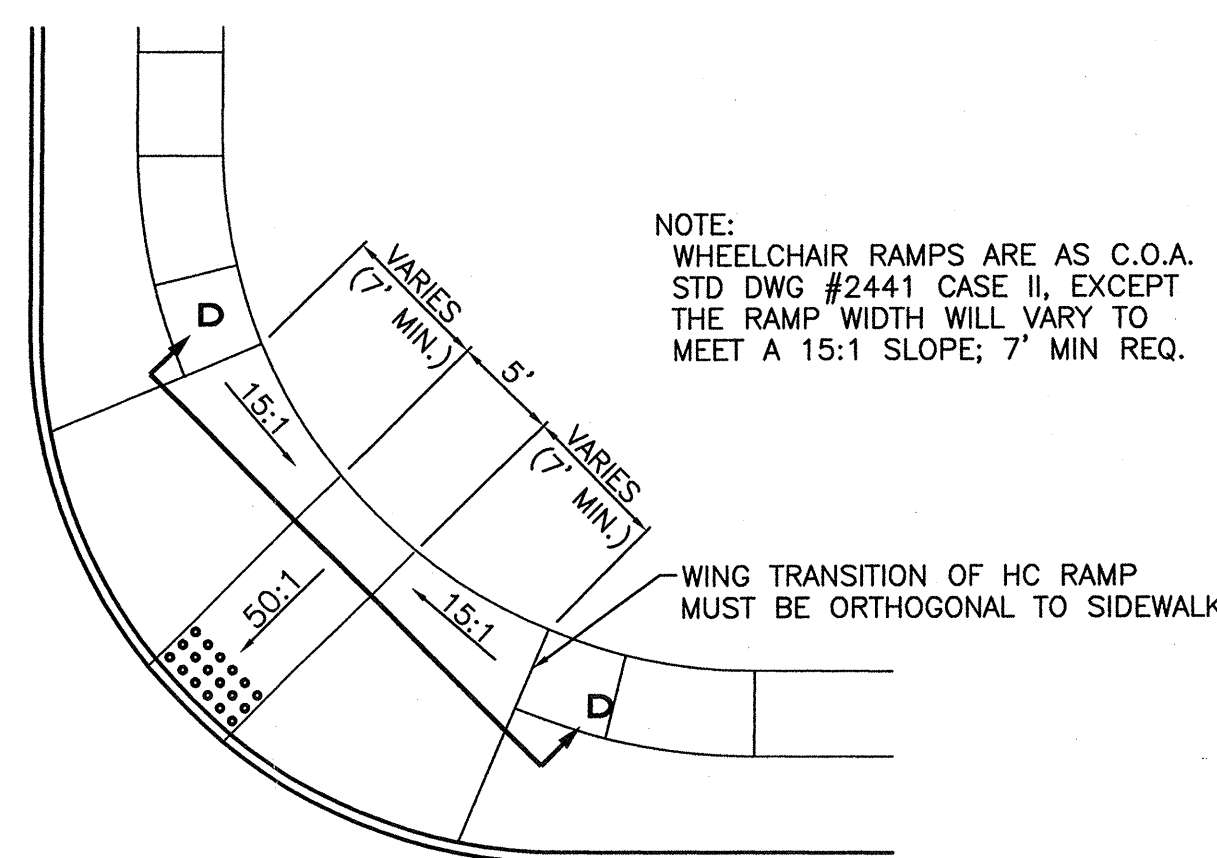 NOTE:
WHEELCHAIR RAMPS ARE AS C.O.A.
STD DWG #2441 CASE II, EXCEPT
THE RAMP WIDTH WILL VARY TO
MEET A 15:1 SLOPE; 7' MIN REQ.
VARIES
(7' MIN.)
5'
VARIES
(7' MIN.)
D
15:1
50:1
15:1
WING TRANSITION OF HC RAMP
MUST BE ORTHOGONAL TO SIDEWALK
D